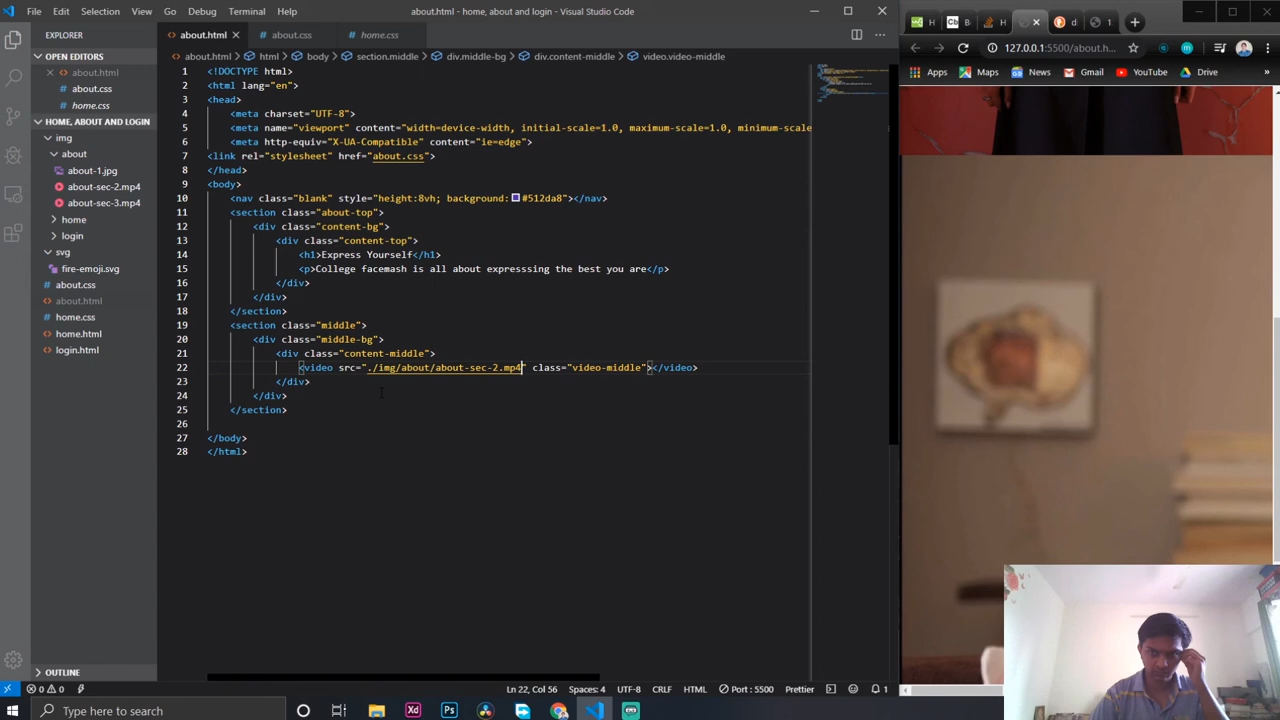 File Edit Selection View Go Debug Terminal Help about.html - home, about and login - Visual Studio Code
EXPLORER
OPEN EDITORS
about.html
about.css
home.css
HOME, ABOUT AND LOGIN
img
about
about-1.jpg
about-sec-2.mp4
about-sec-3.mp4
home
login
svg
fire-emoji.svg
about.css
about.html
home.css
home.html
login.html
OUTLINE
about.html about.css home.css
about.html > html > body > section.middle > div.middle-bg > div.content-middle > video.video-middle
1 <!DOCTYPE html>
2 <html lang="en">
3 <head>
4 <meta charset="UTF-8">
5 <meta name="viewport" content="width=device-width, initial-scale=1.0, maximum-scale=1.0, minimum-scale
6 <meta http-equiv="X-UA-Compatible" content="ie=edge">
7 <link rel="stylesheet" href="about.css">
8 </head>
9 <body>
10 <nav class="blank" style="height:8vh; background:#512da8"></nav>
11 <section class="about-top">
12 <div class="content-bg">
13 <div class="content-top">
14 <h1>Express Yourself</h1>
15 <p>College facemash is all about expresssing the best you are</p>
16 </div>
17 </div>
18 </section>
19 <section class="middle">
20 <div class="middle-bg">
21 <div class="content-middle">
22 <video src="./img/about/about-sec-2.mp4" class="video-middle"></video>
23 </div>
24 </div>
25 </section>
26
27 </body>
28 </html>
0 0 Ln 22, Col 56 Spaces: 4 UTF-8 CRLF HTML Port : 5500 Prettier 1
H B H d 1
127.0.0.1:5500/about.h...
Apps Maps News Gmail YouTube Drive »
Type here to search